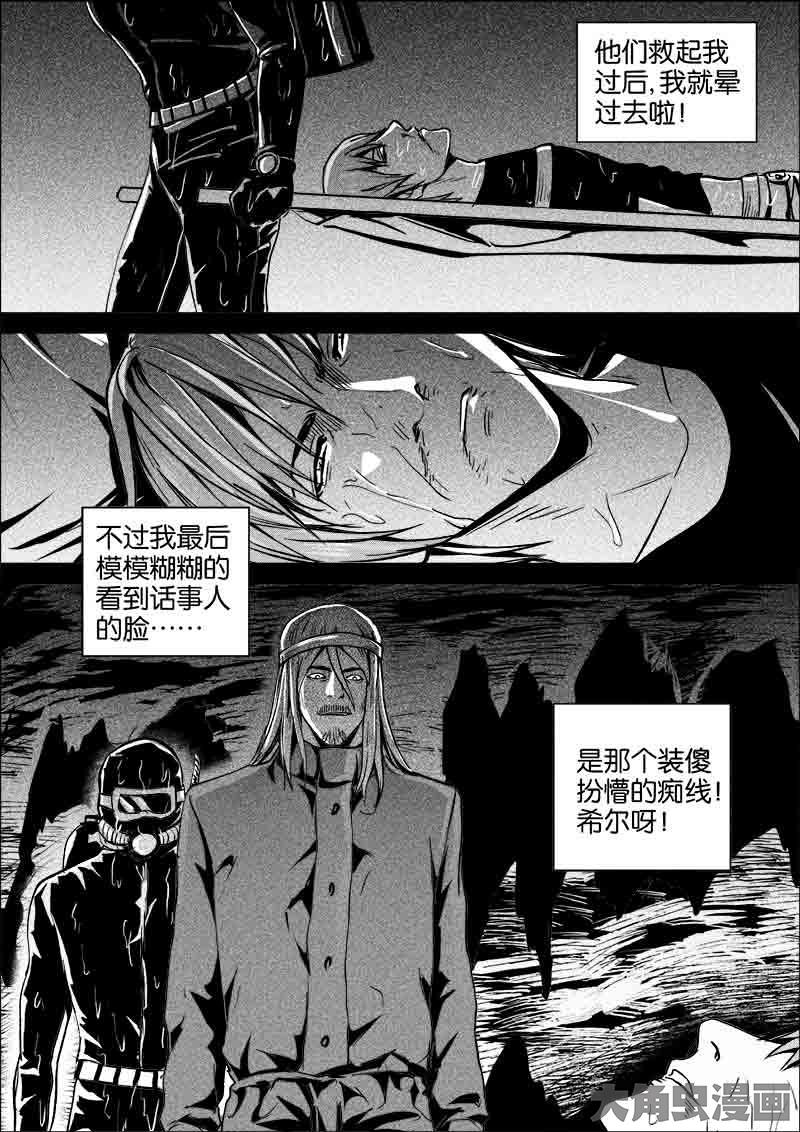 他们救起我
过后,我就晕
过去啦!
不过我最后
模模糊糊的
看到话事人
的脸……
是那个装傻
扮懵的痴线!
希尔呀!
大角虫漫画